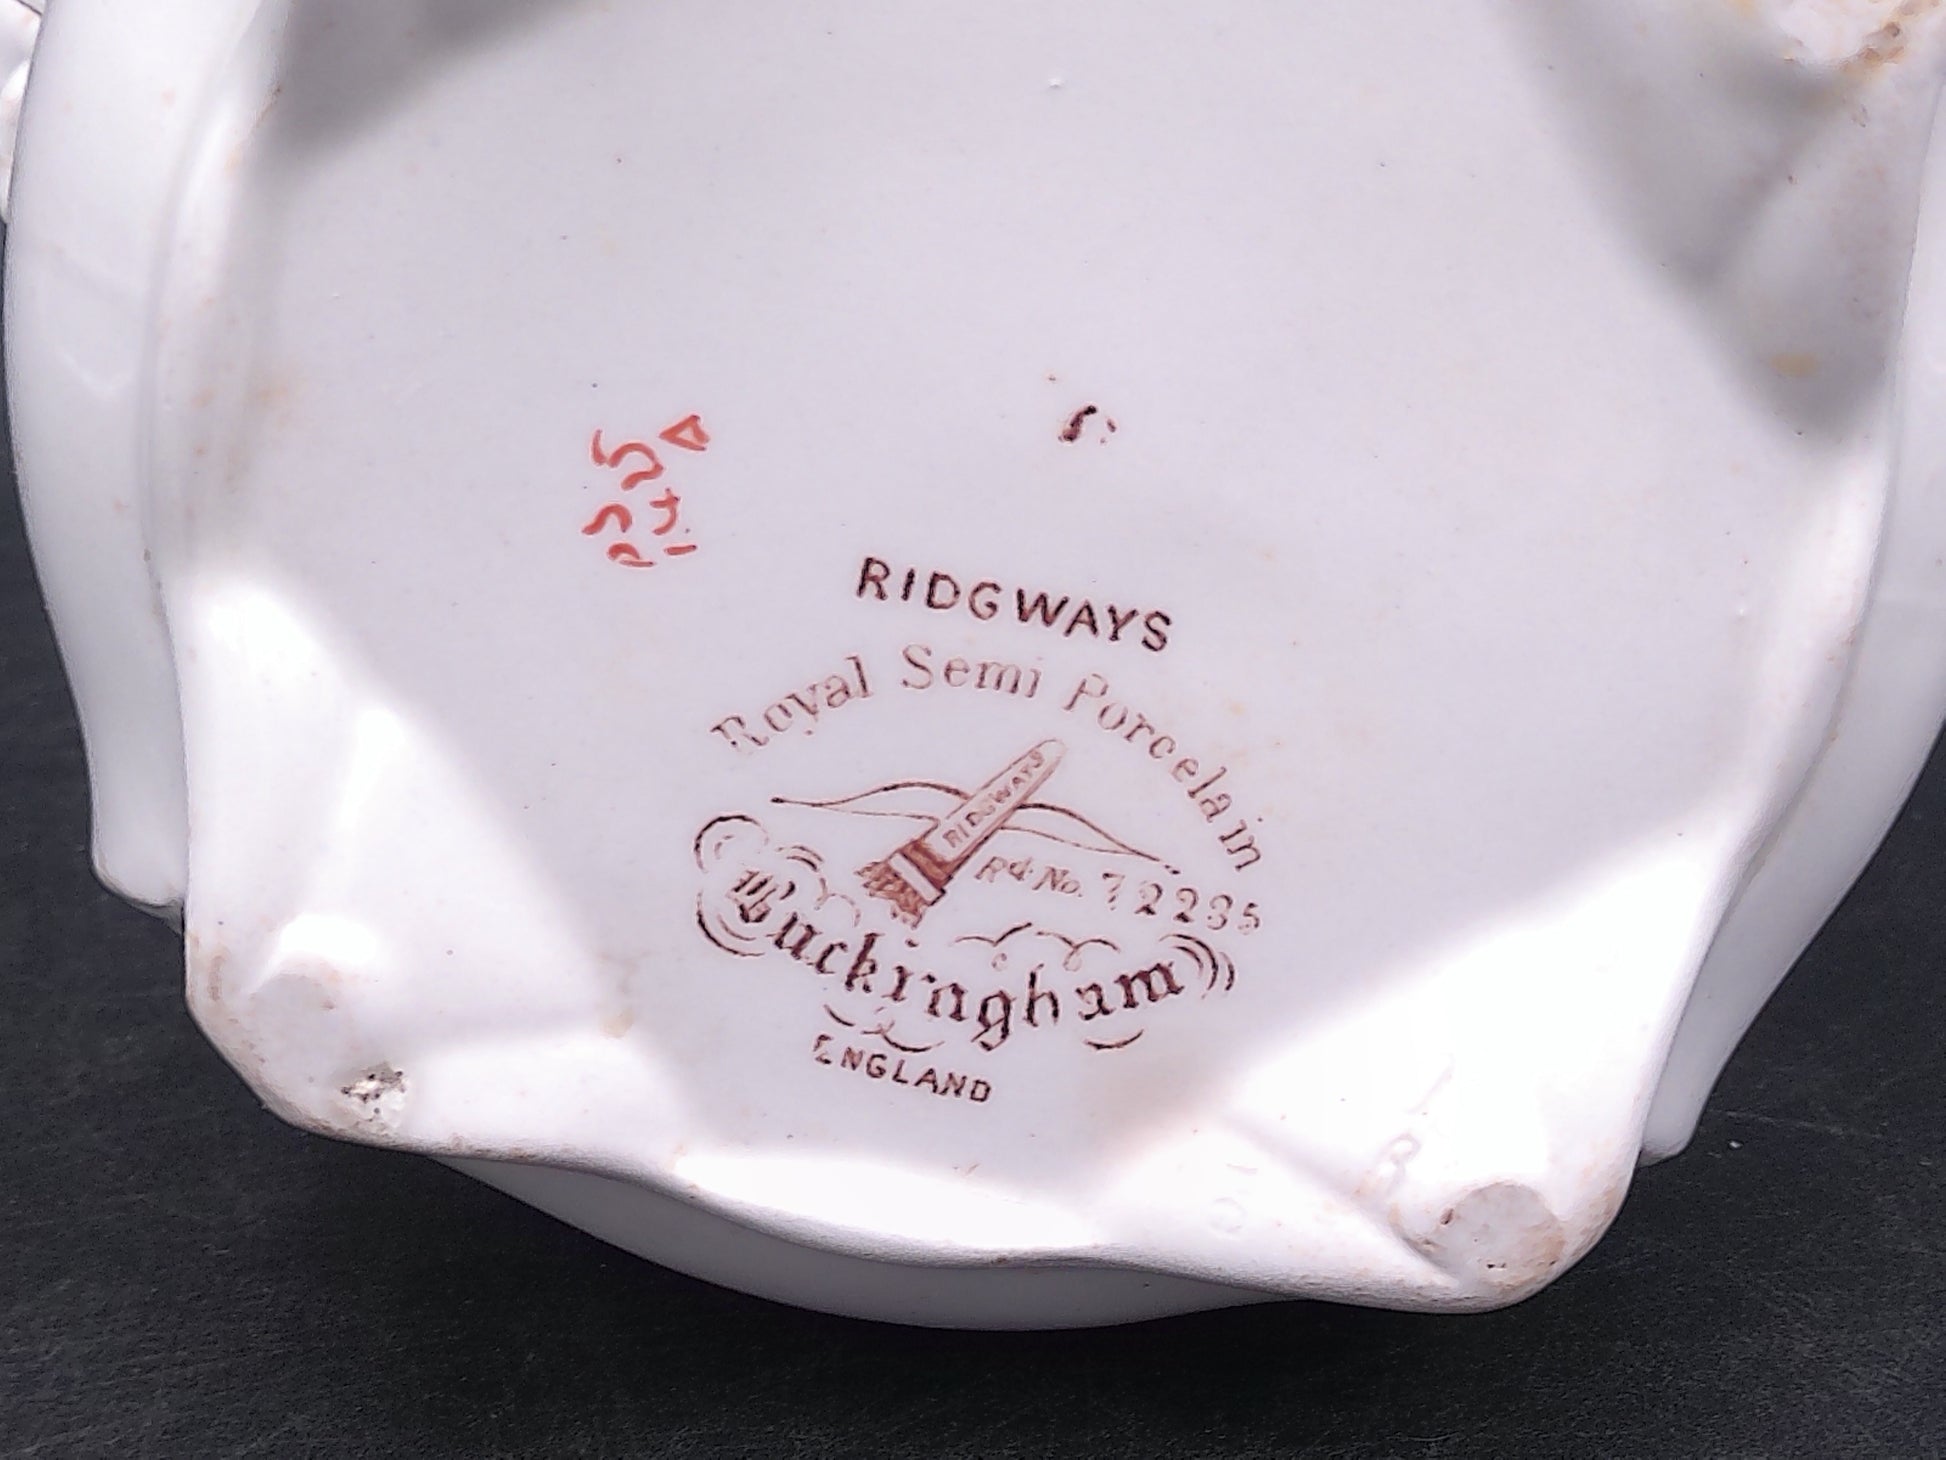 RIDGWAYS
Royal Semi Porcelain
RIDGWAYS
Rd. No. 72235
Buckingham
ENGLAND